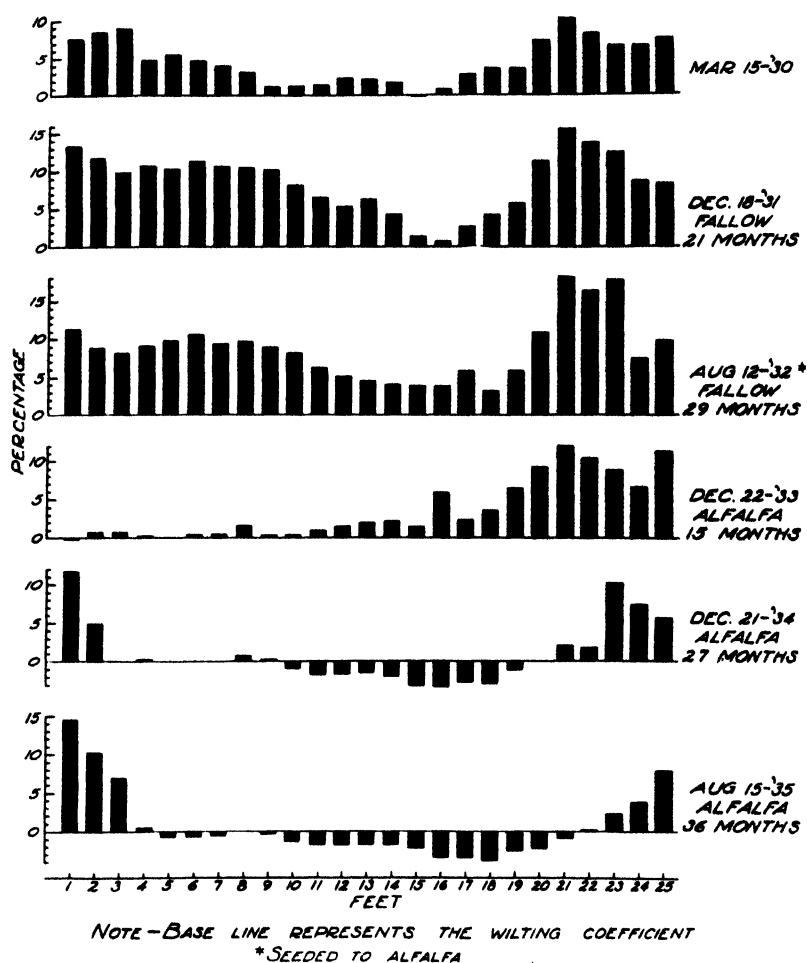 10
5
0
MAR 15-'30
15
10
5
0
DEC. 18-'31
FALLOW
21 MONTHS
15
10
5
0
AUG 12-'32 *
FALLOW
29 MONTHS
PERCENTAGE
10
5
0
DEC. 22-'33
ALFALFA
15 MONTHS
10
5
0
DEC. 21-'34
ALFALFA
27 MONTHS
15
10
5
0
AUG 15-'35
ALFALFA
36 MONTHS
1 2 3 4 5 6 7 8 9 10 11 12 13 14 15 16 17 18 19 20 21 22 23 24 25
FEET
NOTE-BASE LINE REPRESENTS THE WILTING COEFFICIENT
*SEEDED TO ALFALFA